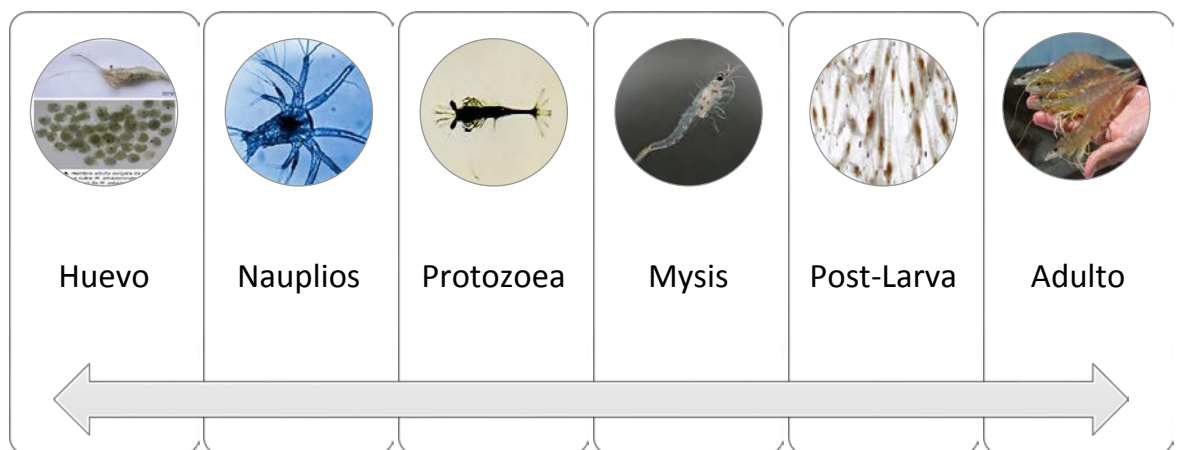 Huevo
Nauplios
Protozoea
Mysis
Post-Larva
Adulto